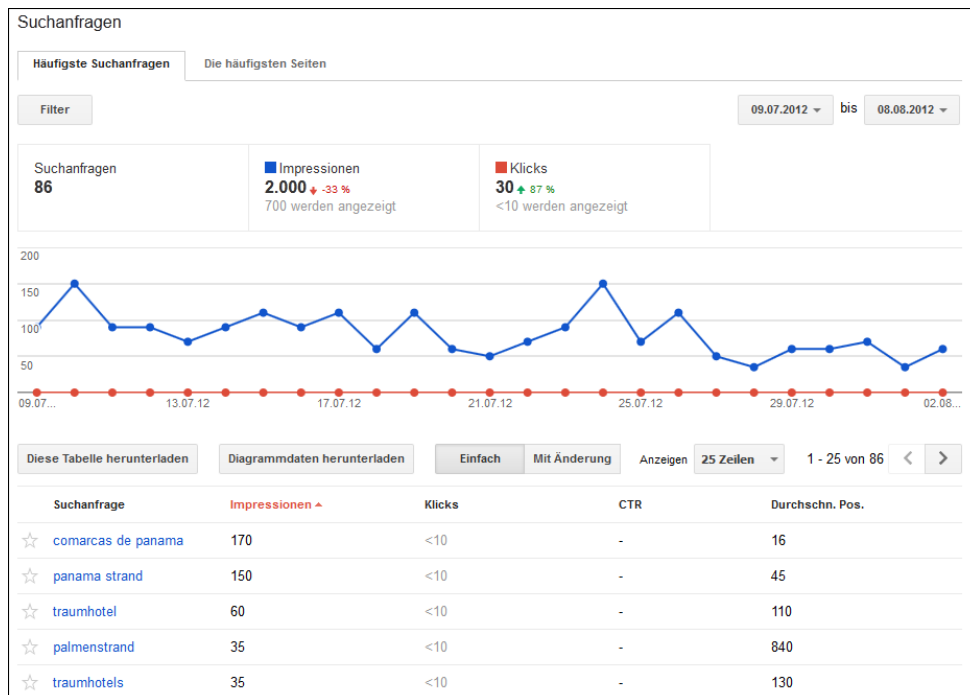 Suchanfragen
Häufigste Suchanfragen Die häufigsten Seiten
Filter 09.07.2012 bis 08.08.2012
Suchanfragen Impressionen Klicks
86 2.000 -33 % 30 87 %
700 werden angezeigt <10 werden angezeigt
200
150
100
50
09.07... 13.07.12 17.07.12 21.07.12 25.07.12 29.07.12 02.08...
Diese Tabelle herunterladen Diagrammdaten herunterladen Einfach Mit Änderung Anzeigen 25 Zeilen 1 - 25 von 86
Suchanfrage Impressionen Klicks CTR Durchschn. Pos.
comarcas de panama 170 <10 - 16
panama strand 150 <10 - 45
traumhotel 60 <10 - 110
palmenstrand 35 <10 - 840
traumhotels 35 <10 - 130